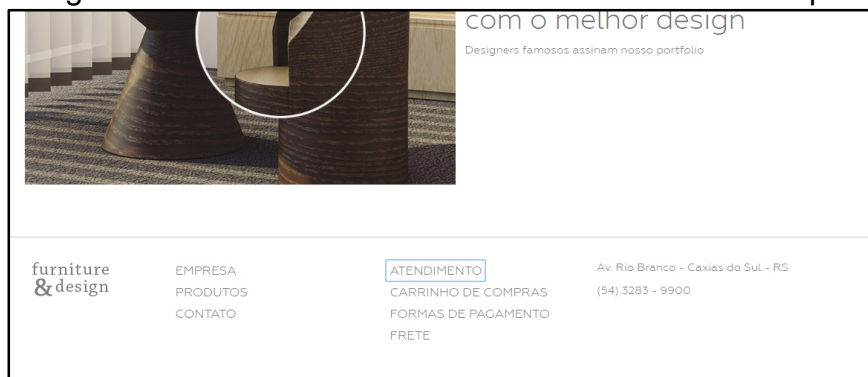 com o melhor design
Designers famosos assinam nosso portfolio
furniture
& design
EMPRESA
PRODUTOS
CONTATO
ATENDIMENTO
CARRINHO DE COMPRAS
FORMAS DE PAGAMENTO
FRETE
Av. Rio Branco - Caxias do Sul - RS
(54) 3283 - 9900